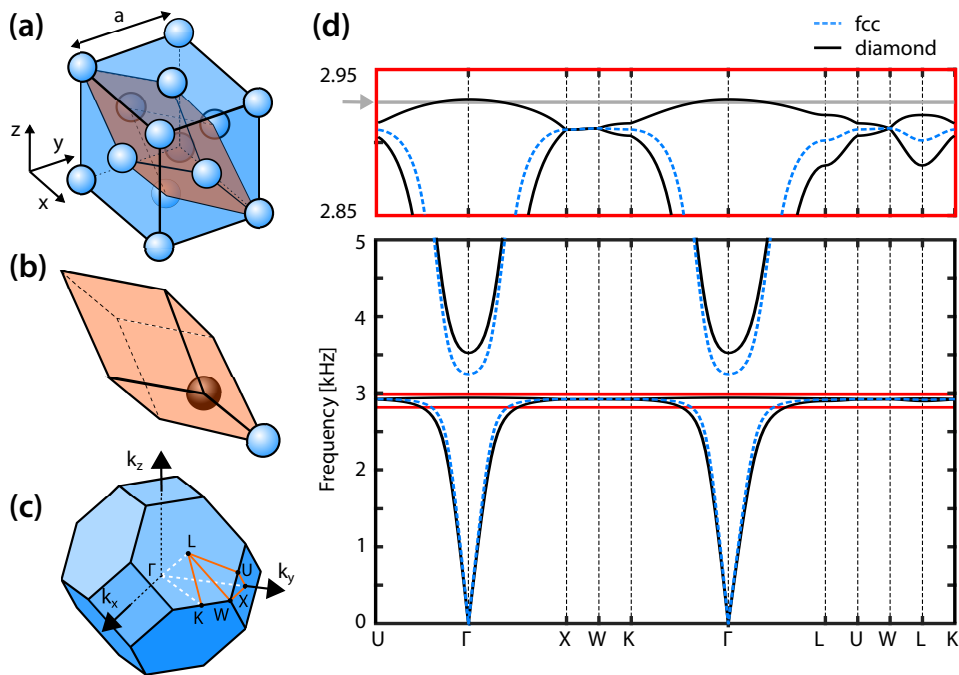 (a)
a
z
y
x
(b)
(c)
k_z
L
Γ
U
k_y
k_x
X
K
W
(d)
fcc
diamond
2.95
2.85
5
4
3
2
1
0
Frequency [kHz]
U Γ X W K Γ L U W L K